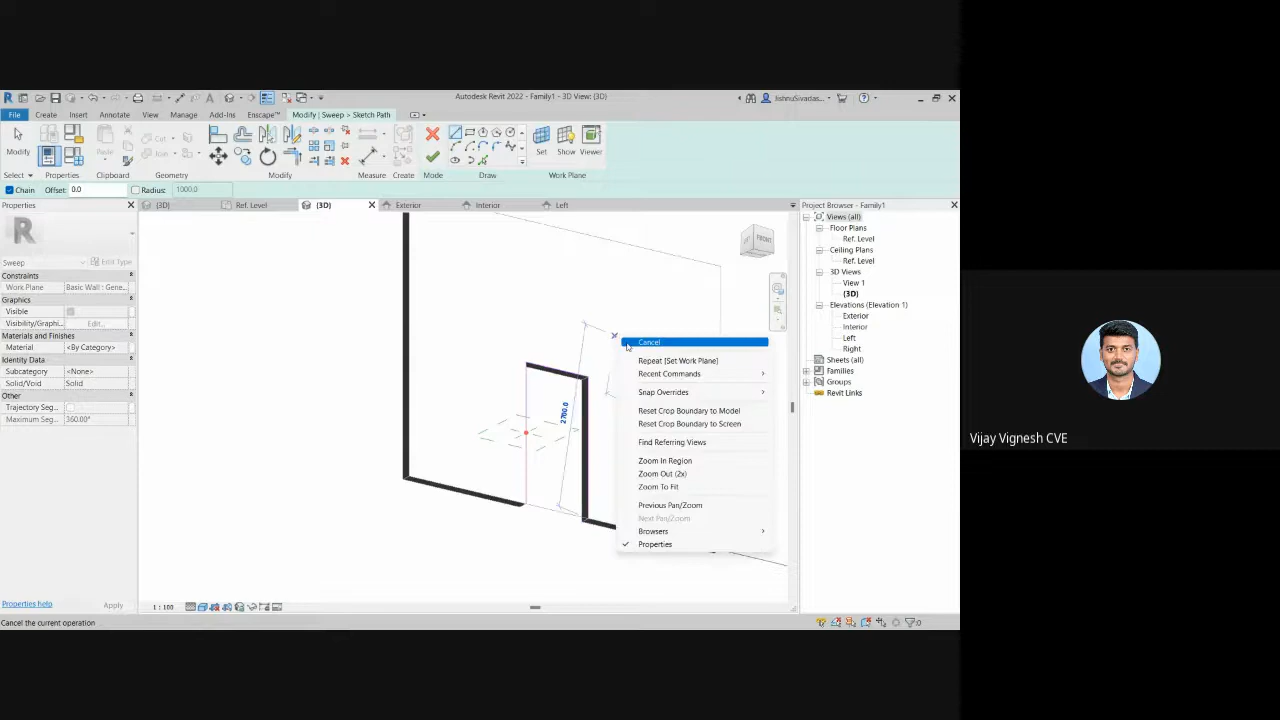 Autodesk Revit 2022 - Family1 - 3D View: {3D}
JishnuSivadas...
File Create Insert Annotate View Manage Add-Ins Enscape™ Modify | Sweep > Sketch Path
Modify Paste Cut Join Set Show Viewer
Select Properties Clipboard Geometry Modify Measure Create Mode Draw Work Plane
Chain Offset: 0.0 Radius: 1000.0
Properties
{3D} Ref. Level {3D} Exterior Interior Left
Project Browser - Family1
Sweep Edit Type
Constraints
Work Plane Basic Wall : Gene...
Graphics
Visible
Visibility/Graphi... Edit...
Materials and Finishes
Material <By Category>
Identity Data
Subcategory <None>
Solid/Void Solid
Other
Trajectory Seg...
Maximum Seg... 360.00°
Properties help Apply
FRONT
2700.0
Cancel
Repeat [Set Work Plane]
Recent Commands
Snap Overrides
Reset Crop Boundary to Model
Reset Crop Boundary to Screen
Find Referring Views
Zoom In Region
Zoom Out (2x)
Zoom To Fit
Previous Pan/Zoom
Next Pan/Zoom
Browsers
Properties
Views (all)
Floor Plans
Ref. Level
Ceiling Plans
Ref. Level
3D Views
View 1
{3D}
Elevations (Elevation 1)
Exterior
Interior
Left
Right
Sheets (all)
Families
Groups
Revit Links
1 : 100
Cancel the current operation
:0
Vijay Vignesh CVE